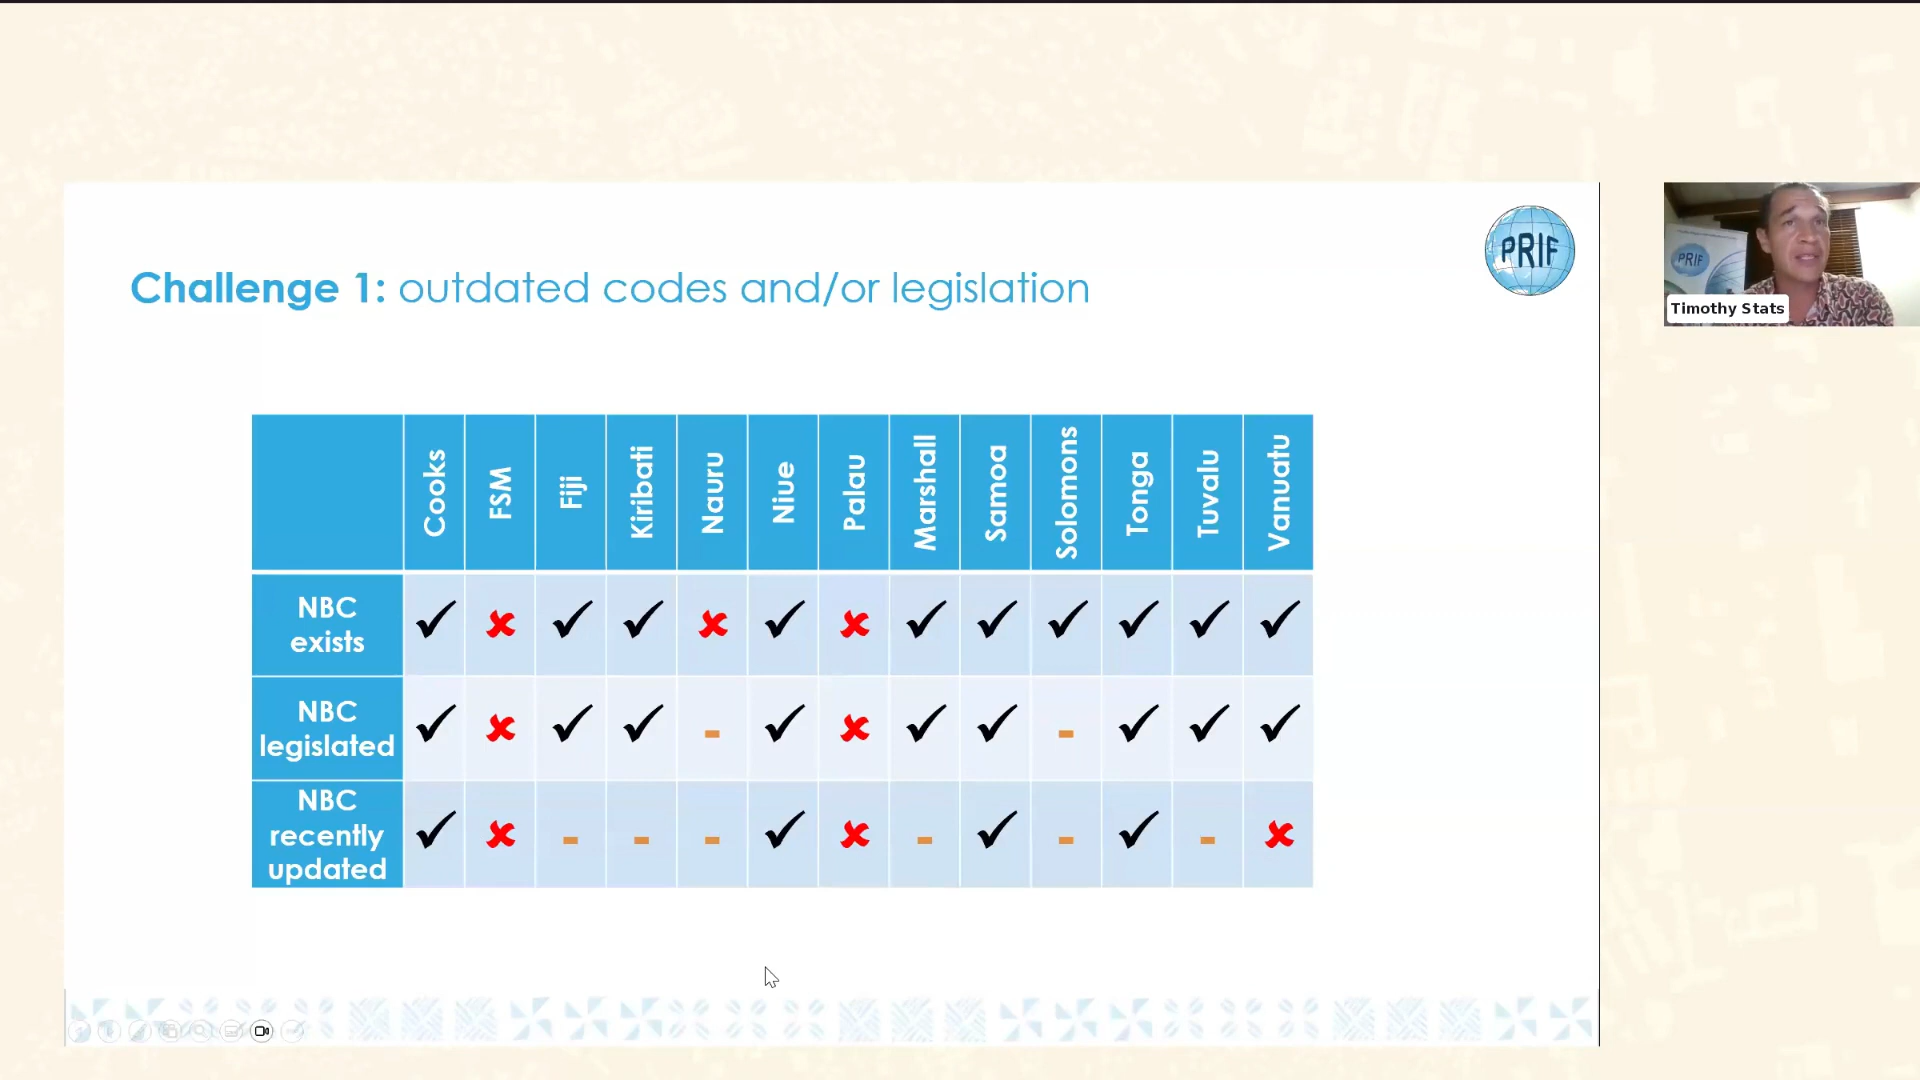 PRIF
Challenge 1: outdated codes and/or legislation
PRIF
Timothy Stats
Cooks FSM Fiji Kiribati Nauru Niue Palau Marshall Samoa Solomons Tonga Tuvalu Vanuatu
NBC
exists ✓ ✘ ✓ ✓ ✘ ✓ ✘ ✓ ✓ ✓ ✓ ✓ ✓
NBC
legislated ✓ ✘ ✓ ✓ - ✓ ✘ ✓ ✓ - ✓ ✓ ✓
NBC
recently
updated ✓ ✘ - - - ✓ ✘ - ✓ - ✓ - ✘